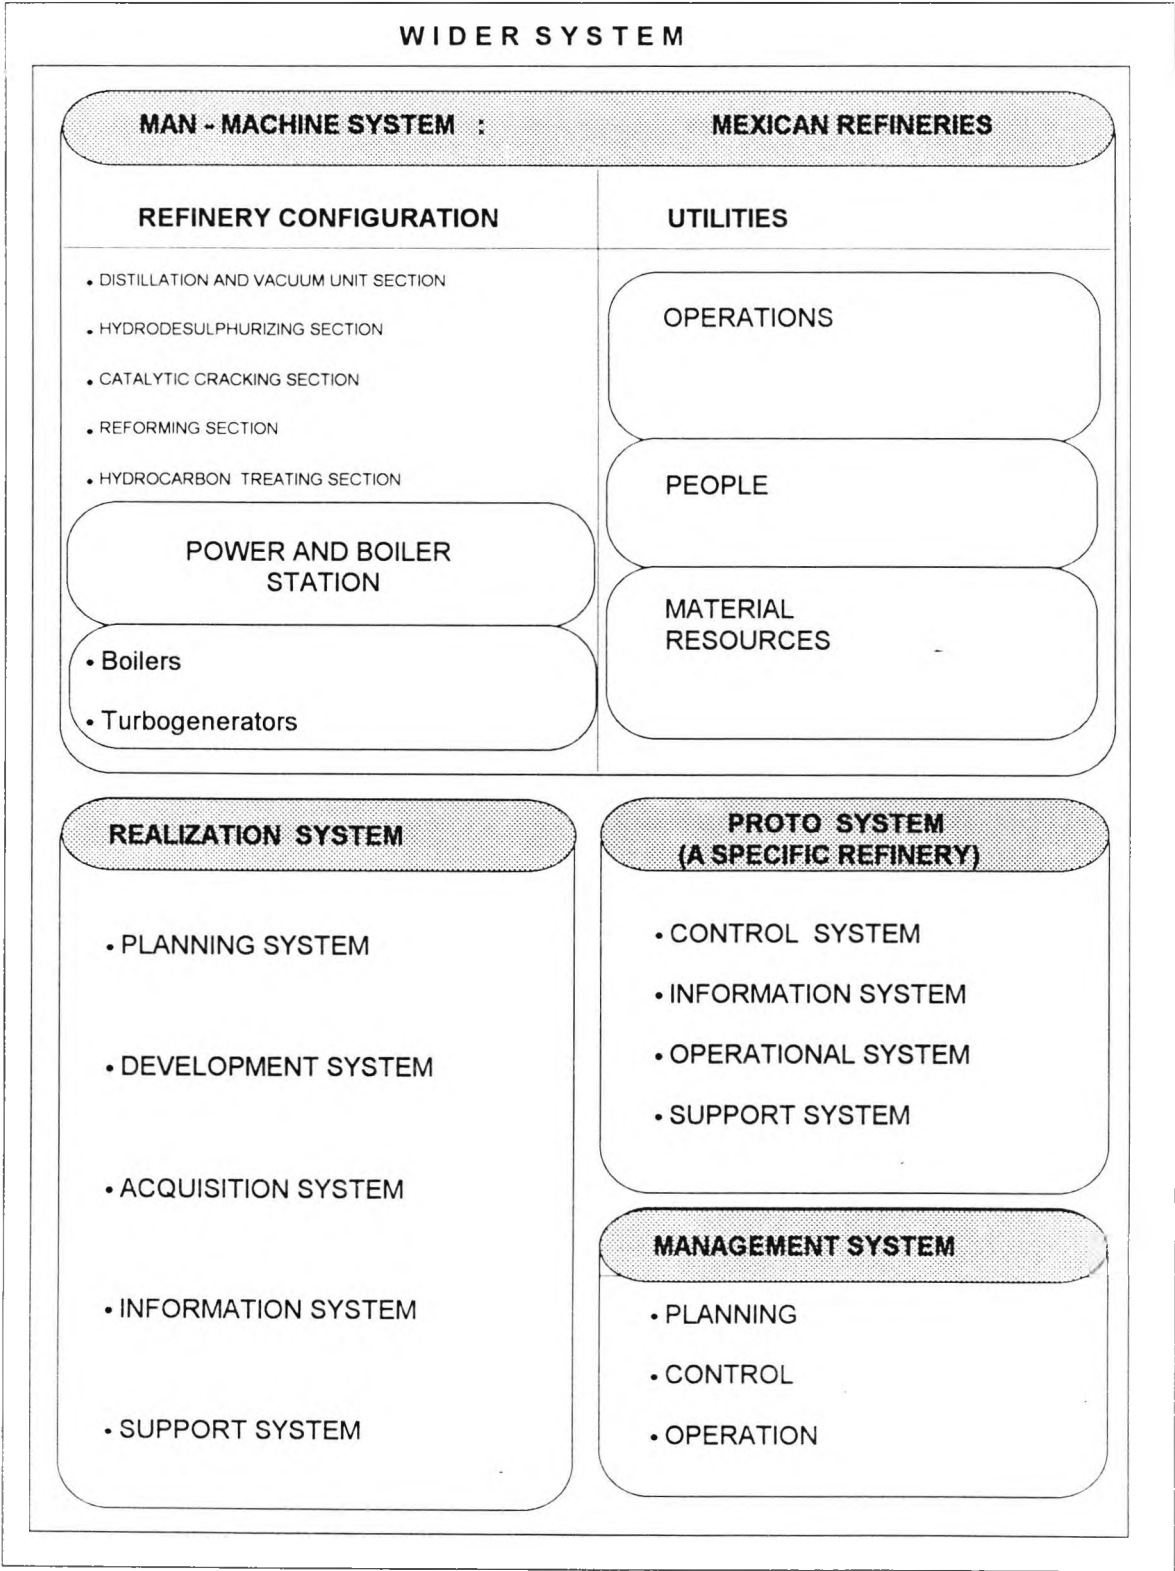 WIDER SYSTEM
MAN - MACHINE SYSTEM : MEXICAN REFINERIES
REFINERY CONFIGURATION
• DISTILLATION AND VACUUM UNIT SECTION
• HYDRODESULPHURIZING SECTION
• CATALYTIC CRACKING SECTION
• REFORMING SECTION
• HYDROCARBON TREATING SECTION
POWER AND BOILER
STATION
• Boilers
• Turbogenerators
UTILITIES
OPERATIONS
PEOPLE
MATERIAL
RESOURCES
REALIZATION SYSTEM
• PLANNING SYSTEM
• DEVELOPMENT SYSTEM
• ACQUISITION SYSTEM
• INFORMATION SYSTEM
• SUPPORT SYSTEM
PROTO SYSTEM
(A SPECIFIC REFINERY)
• CONTROL SYSTEM
• INFORMATION SYSTEM
• OPERATIONAL SYSTEM
• SUPPORT SYSTEM
MANAGEMENT SYSTEM
• PLANNING
• CONTROL
• OPERATION